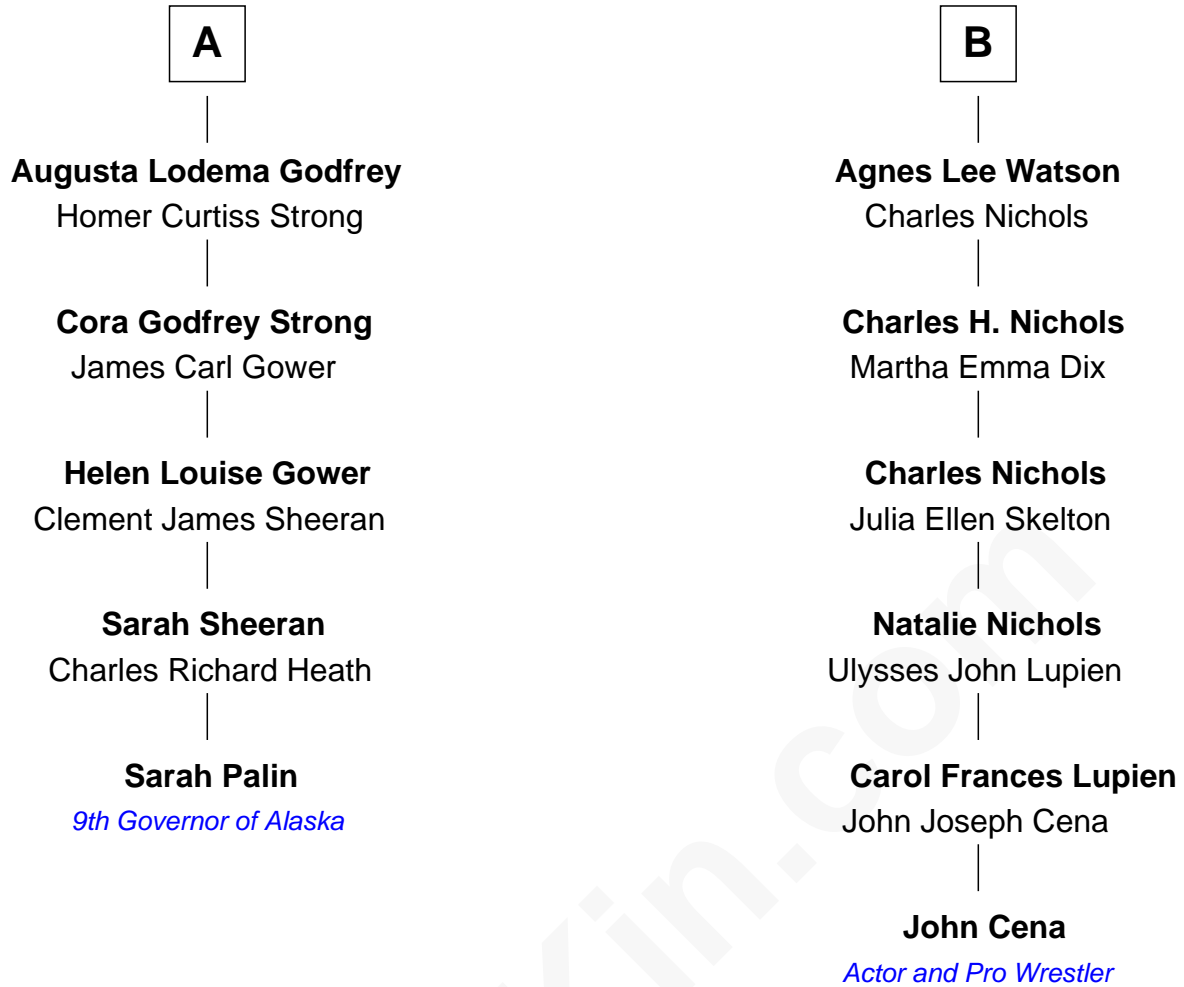 A
B
Augusta Lodema Godfrey
Homer Curtiss Strong
Agnes Lee Watson
Charles Nichols
Cora Godfrey Strong
James Carl Gower
Charles H. Nichols
Martha Emma Dix
Helen Louise Gower
Clement James Sheeran
Charles Nichols
Julia Ellen Skelton
Sarah Sheeran
Charles Richard Heath
Natalie Nichols
Ulysses John Lupien
Sarah Palin
9th Governor of Alaska
Carol Frances Lupien
John Joseph Cena
John Cena
Actor and Pro Wrestler
Kin.com